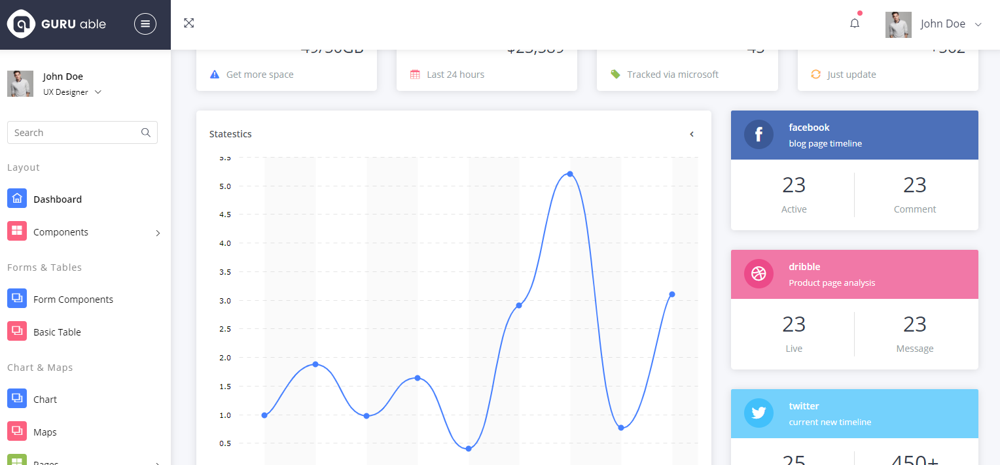 GURU able
John Doe
John Doe
UX Designer
Search
Layout
Dashboard
Components
Forms & Tables
Form Components
Basic Table
Chart & Maps
Chart
Maps
Pages
49/50GB
Get more space
$23,589
Last 24 hours
45
Tracked via microsoft
+562
Just update
Statestics
5.5
5.0
4.5
4.0
3.5
3.0
2.5
2.0
1.5
1.0
0.5
facebook
blog page timeline
23 23
Active Comment
dribble
Product page analysis
23 23
Live Message
twitter
current new timeline
25 450+